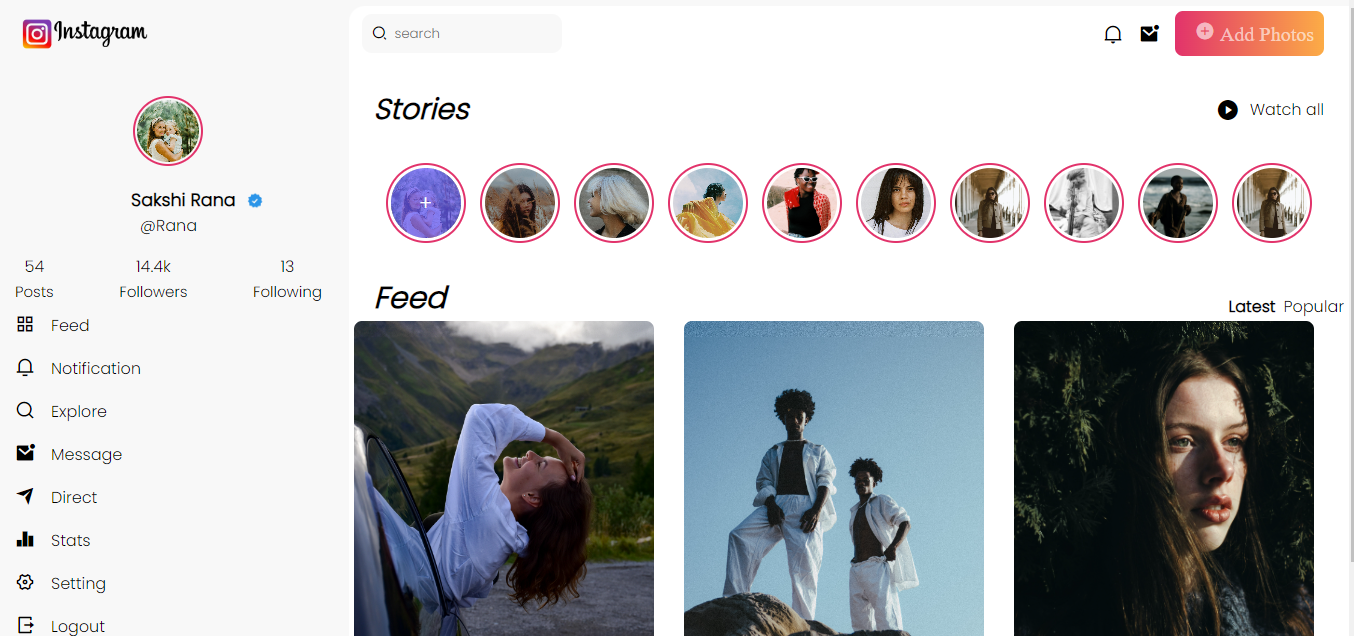 Instagram
search
Add Photos
Stories
Watch all
Sakshi Rana
@Rana
54 14.4k 13
Posts Followers Following
Feed
Latest Popular
Feed
Notification
Explore
Message
Direct
Stats
Setting
Logout